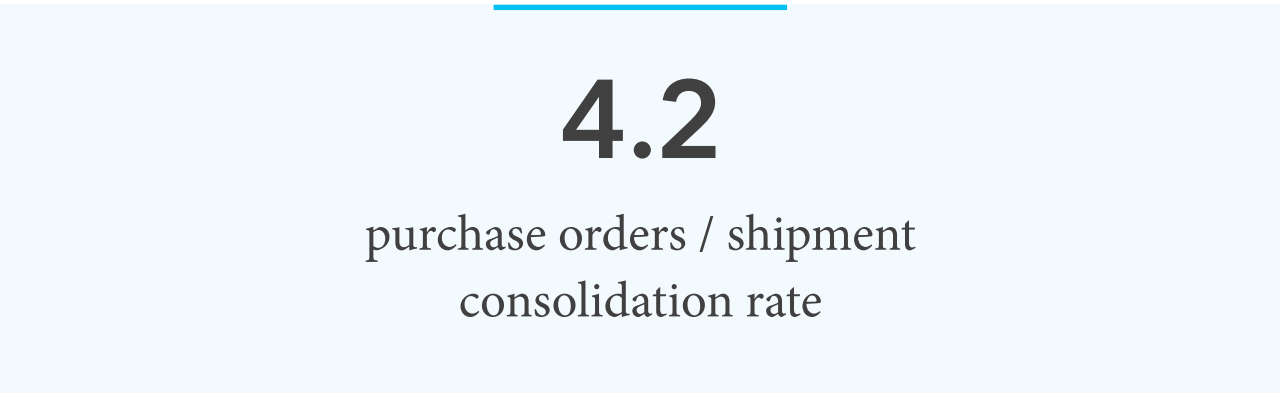 4.2
purchase orders / shipment
consolidation rate